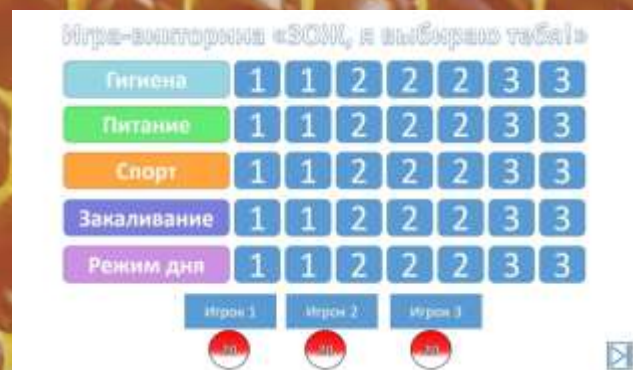 Игра-викторина «ЗОЖ, я выбираю тебя!»
Гигиена 1 1 2 2 2 3 3
Питание 1 1 2 2 2 3 3
Спорт 1 1 2 2 2 3 3
Закаливание 1 1 2 2 2 3 3
Режим дня 1 1 2 2 2 3 3
Игрок 1 Игрок 2 Игрок 3